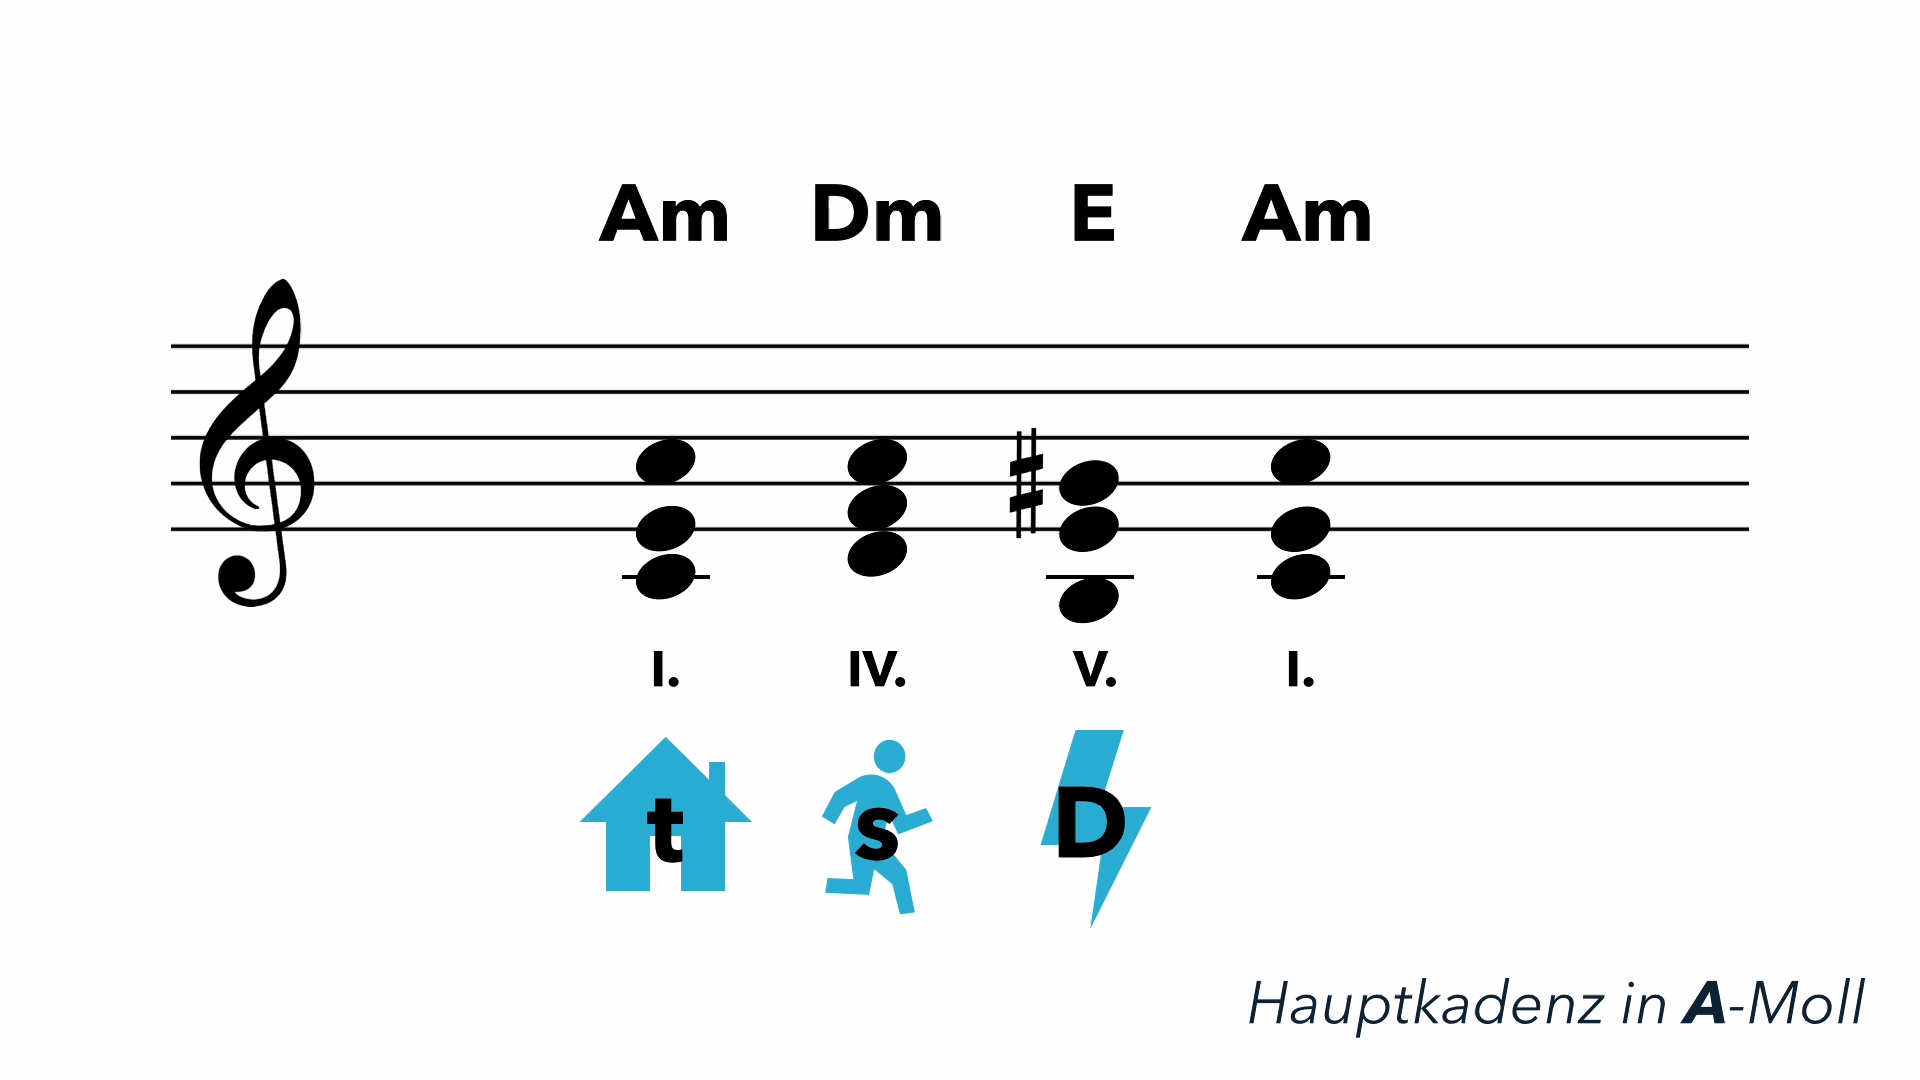 Am Dm E Am
I. IV. V. I.
t s D
Hauptkadenz in A-Moll